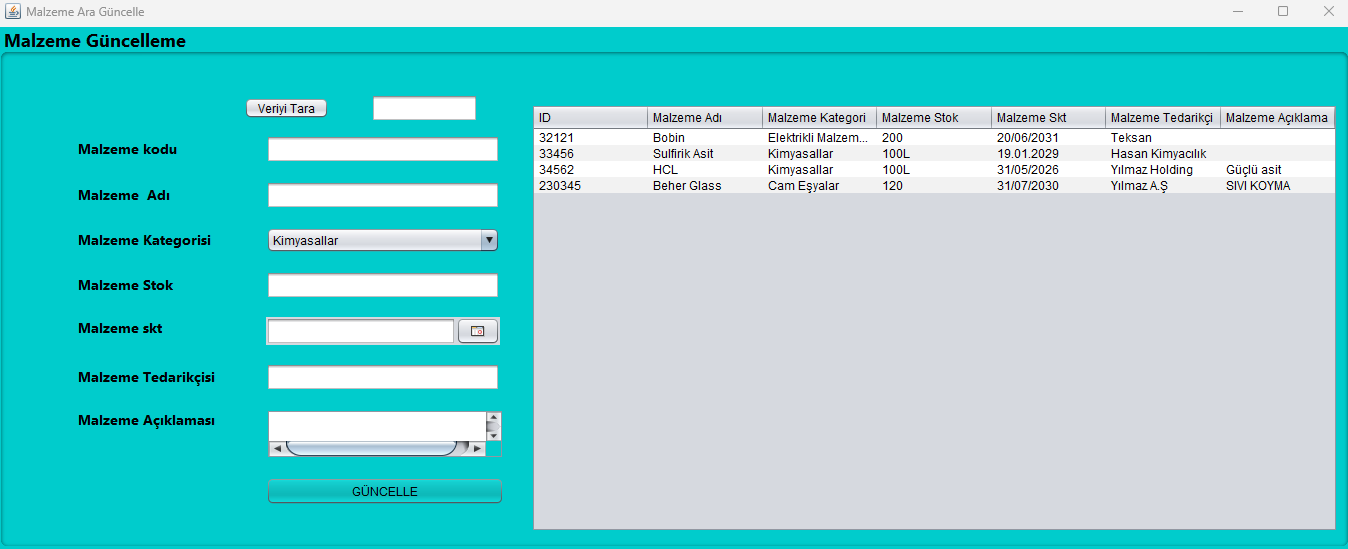 Malzeme Ara Güncelle
Malzeme Güncelleme
Veriyi Tara
Malzeme kodu
Malzeme Adı
Malzeme Kategorisi
Kimyasallar
Malzeme Stok
Malzeme skt
Malzeme Tedarikçisi
Malzeme Açıklaması
GÜNCELLE
ID Malzeme Adı Malzeme Kategori Malzeme Stok Malzeme Skt Malzeme Tedarikçi Malzeme Açıklama
32121 Bobin Elektrikli Malzem... 200 20/06/2031 Teksan
33456 Sulfirik Asit Kimyasallar 100L 19.01.2029 Hasan Kimyacılık
34562 HCL Kimyasallar 100L 31/05/2026 Yılmaz Holding Güçlü asit
230345 Beher Glass Cam Eşyalar 120 31/07/2030 Yılmaz A.Ş SIVI KOYMA